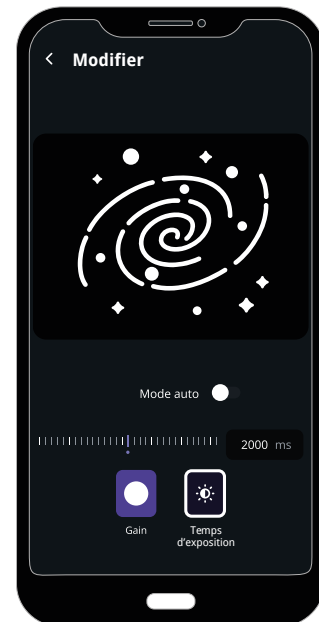 Modifier
Mode auto
2000 ms
Gain
Temps
d'exposition